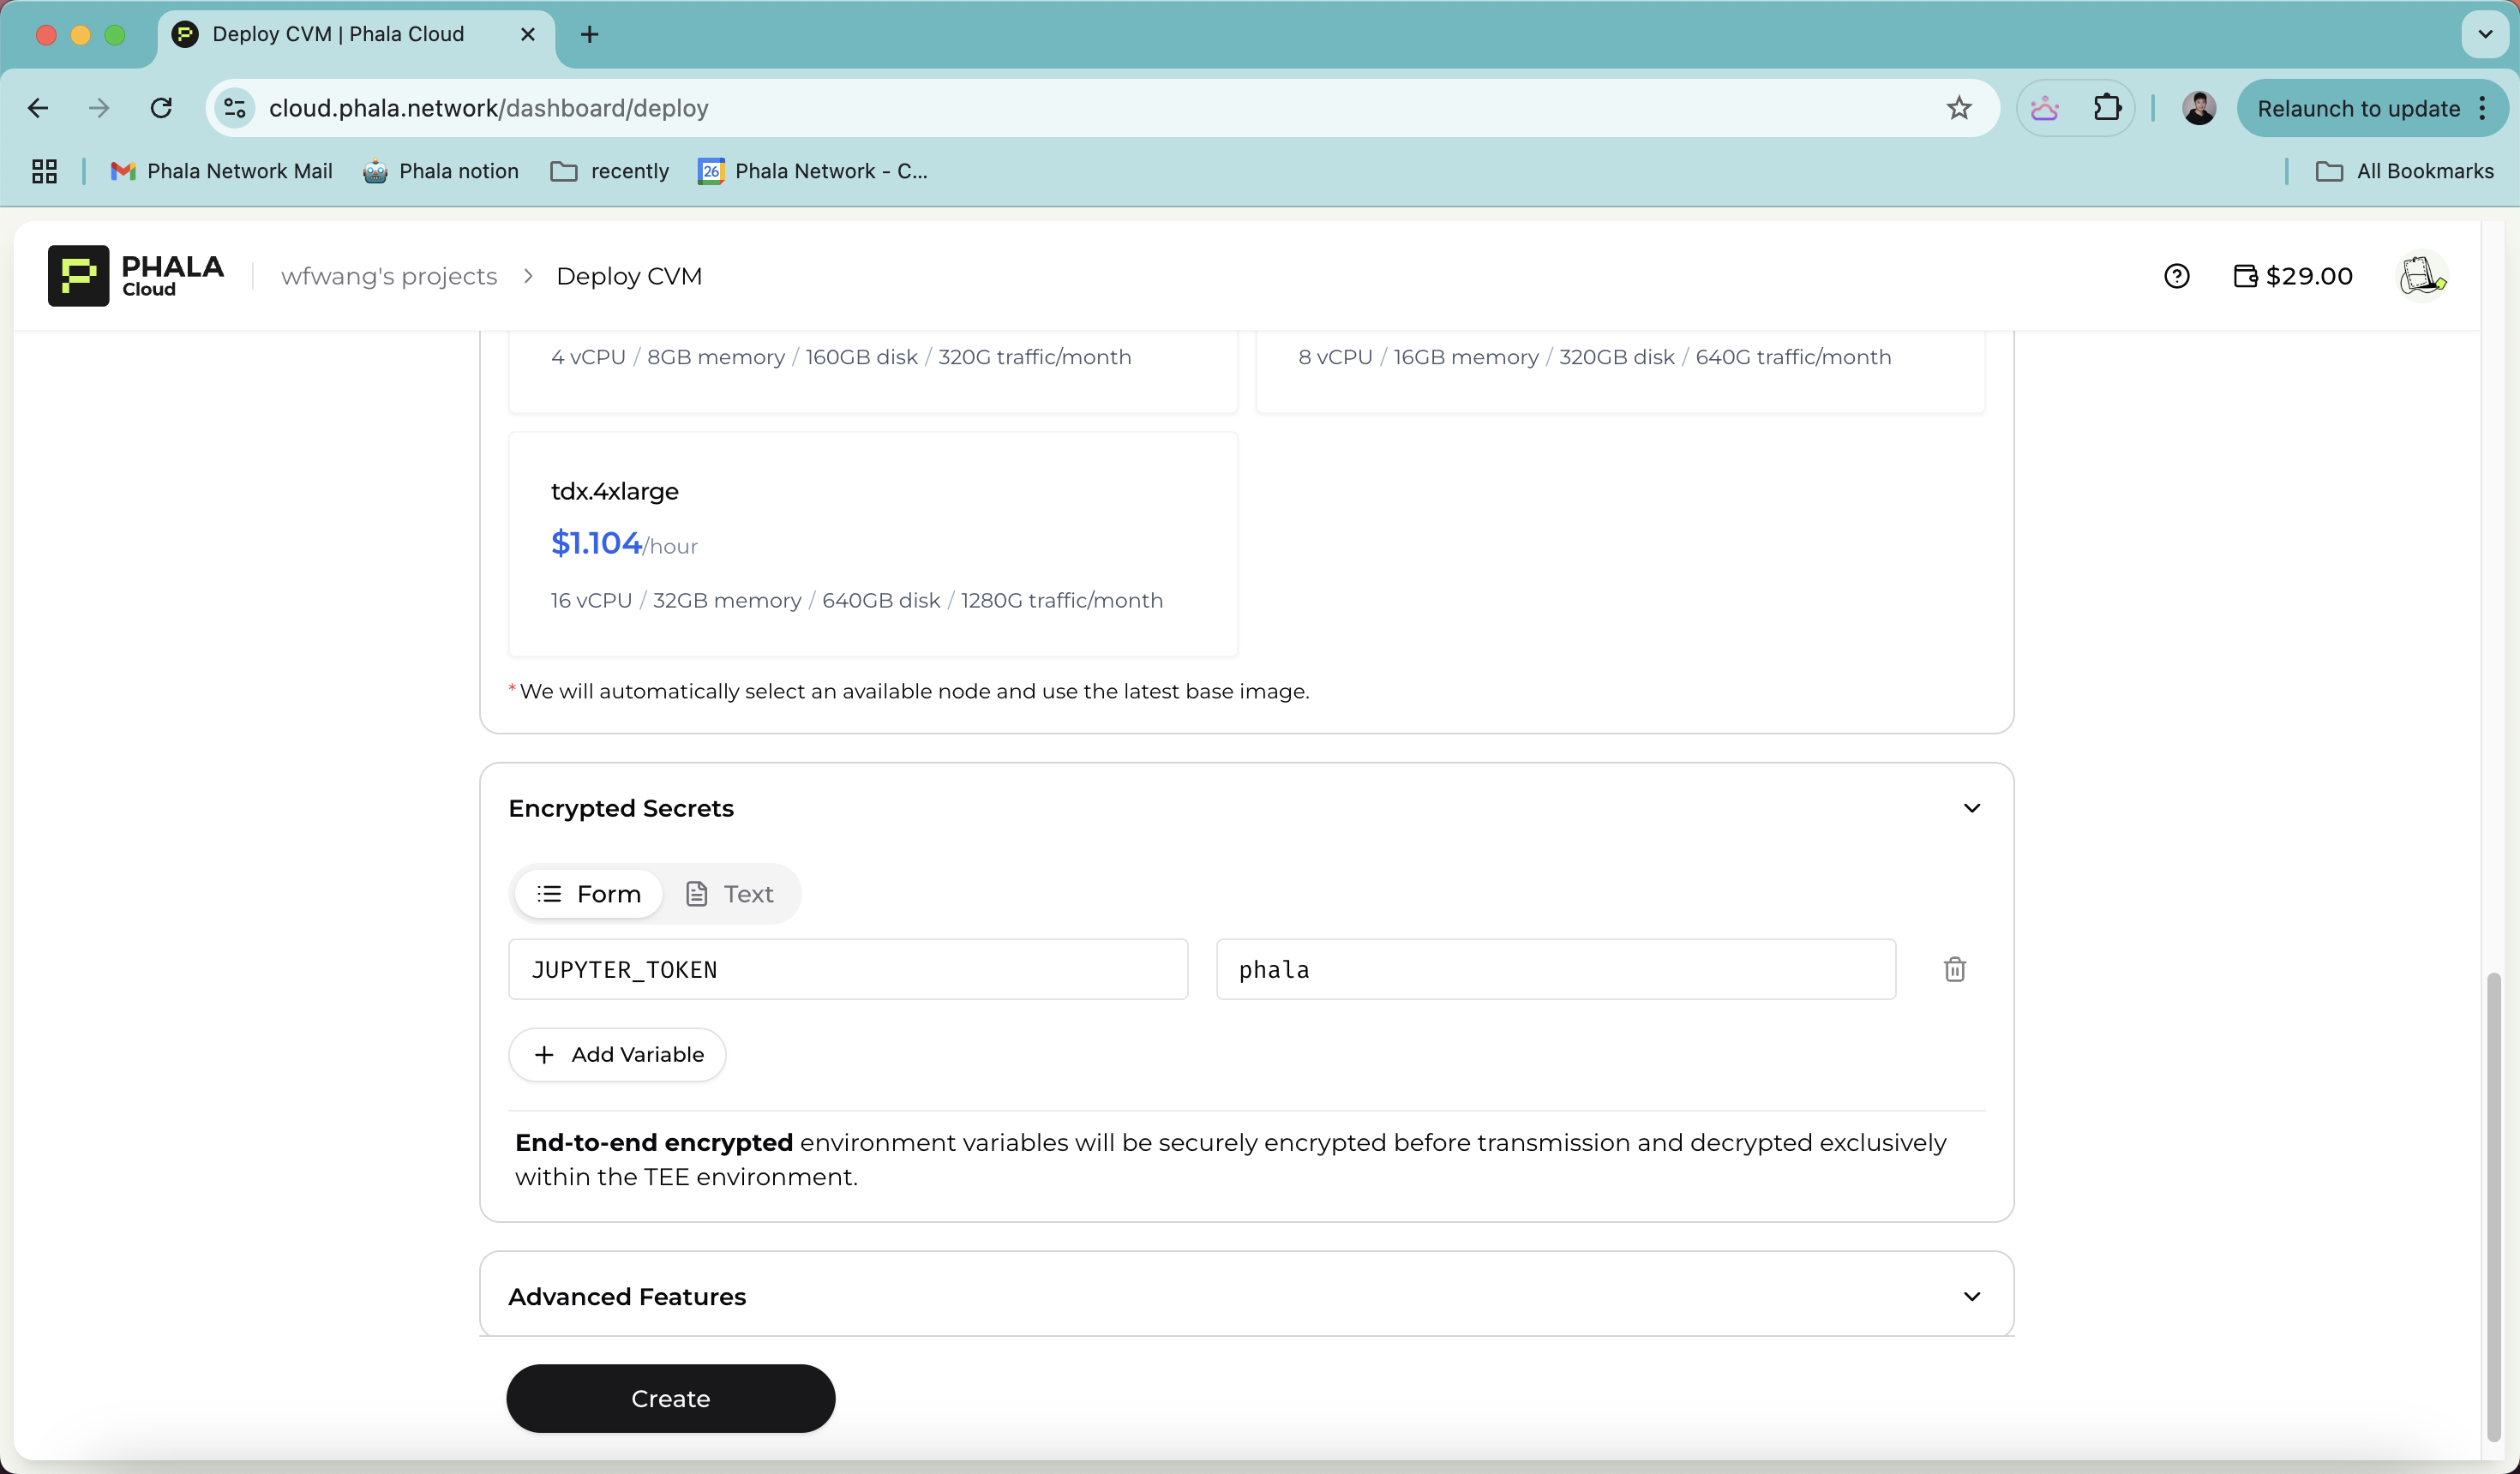 Deploy CVM | Phala Cloud
cloud.phala.network/dashboard/deploy
Relaunch to update
Phala Network Mail
Phala notion
recently
26
Phala Network - C...
All Bookmarks
PHALA
Cloud
wfwang's projects > Deploy CVM
$29.00
4 vCPU / 8GB memory / 160GB disk / 320G traffic/month
8 vCPU / 16GB memory / 320GB disk / 640G traffic/month
tdx.4xlarge
$1.104/hour
16 vCPU / 32GB memory / 640GB disk / 1280G traffic/month
*We will automatically select an available node and use the latest base image.
Encrypted Secrets
Form
Text
JUPYTER_TOKEN
phala
+ Add Variable
End-to-end encrypted environment variables will be securely encrypted before transmission and decrypted exclusively
within the TEE environment.
Advanced Features
Create